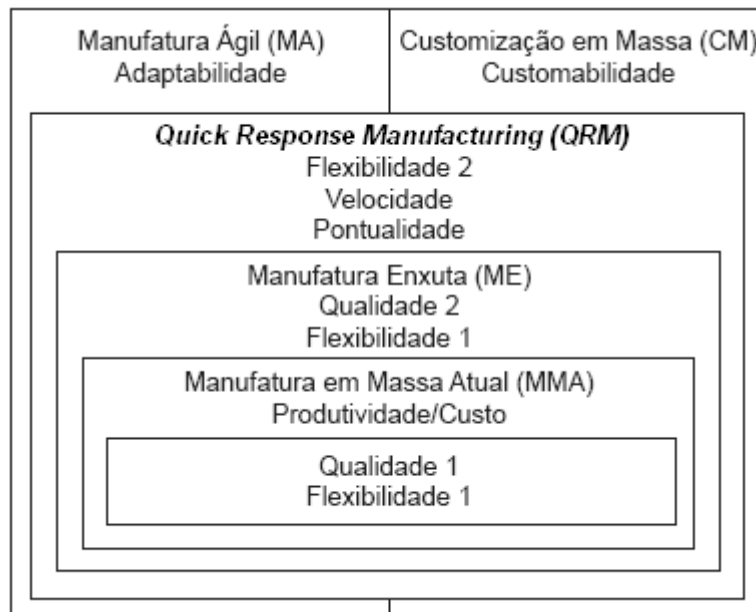 Manufatura Ágil (MA)
Adaptabilidade
Customização em Massa (CM)
Customabilidade
Quick Response Manufacturing (QRM)
Flexibilidade 2
Velocidade
Pontualidade
Manufatura Enxuta (ME)
Qualidade 2
Flexibilidade 1
Manufatura em Massa Atual (MMA)
Produtividade/Custo
Qualidade 1
Flexibilidade 1